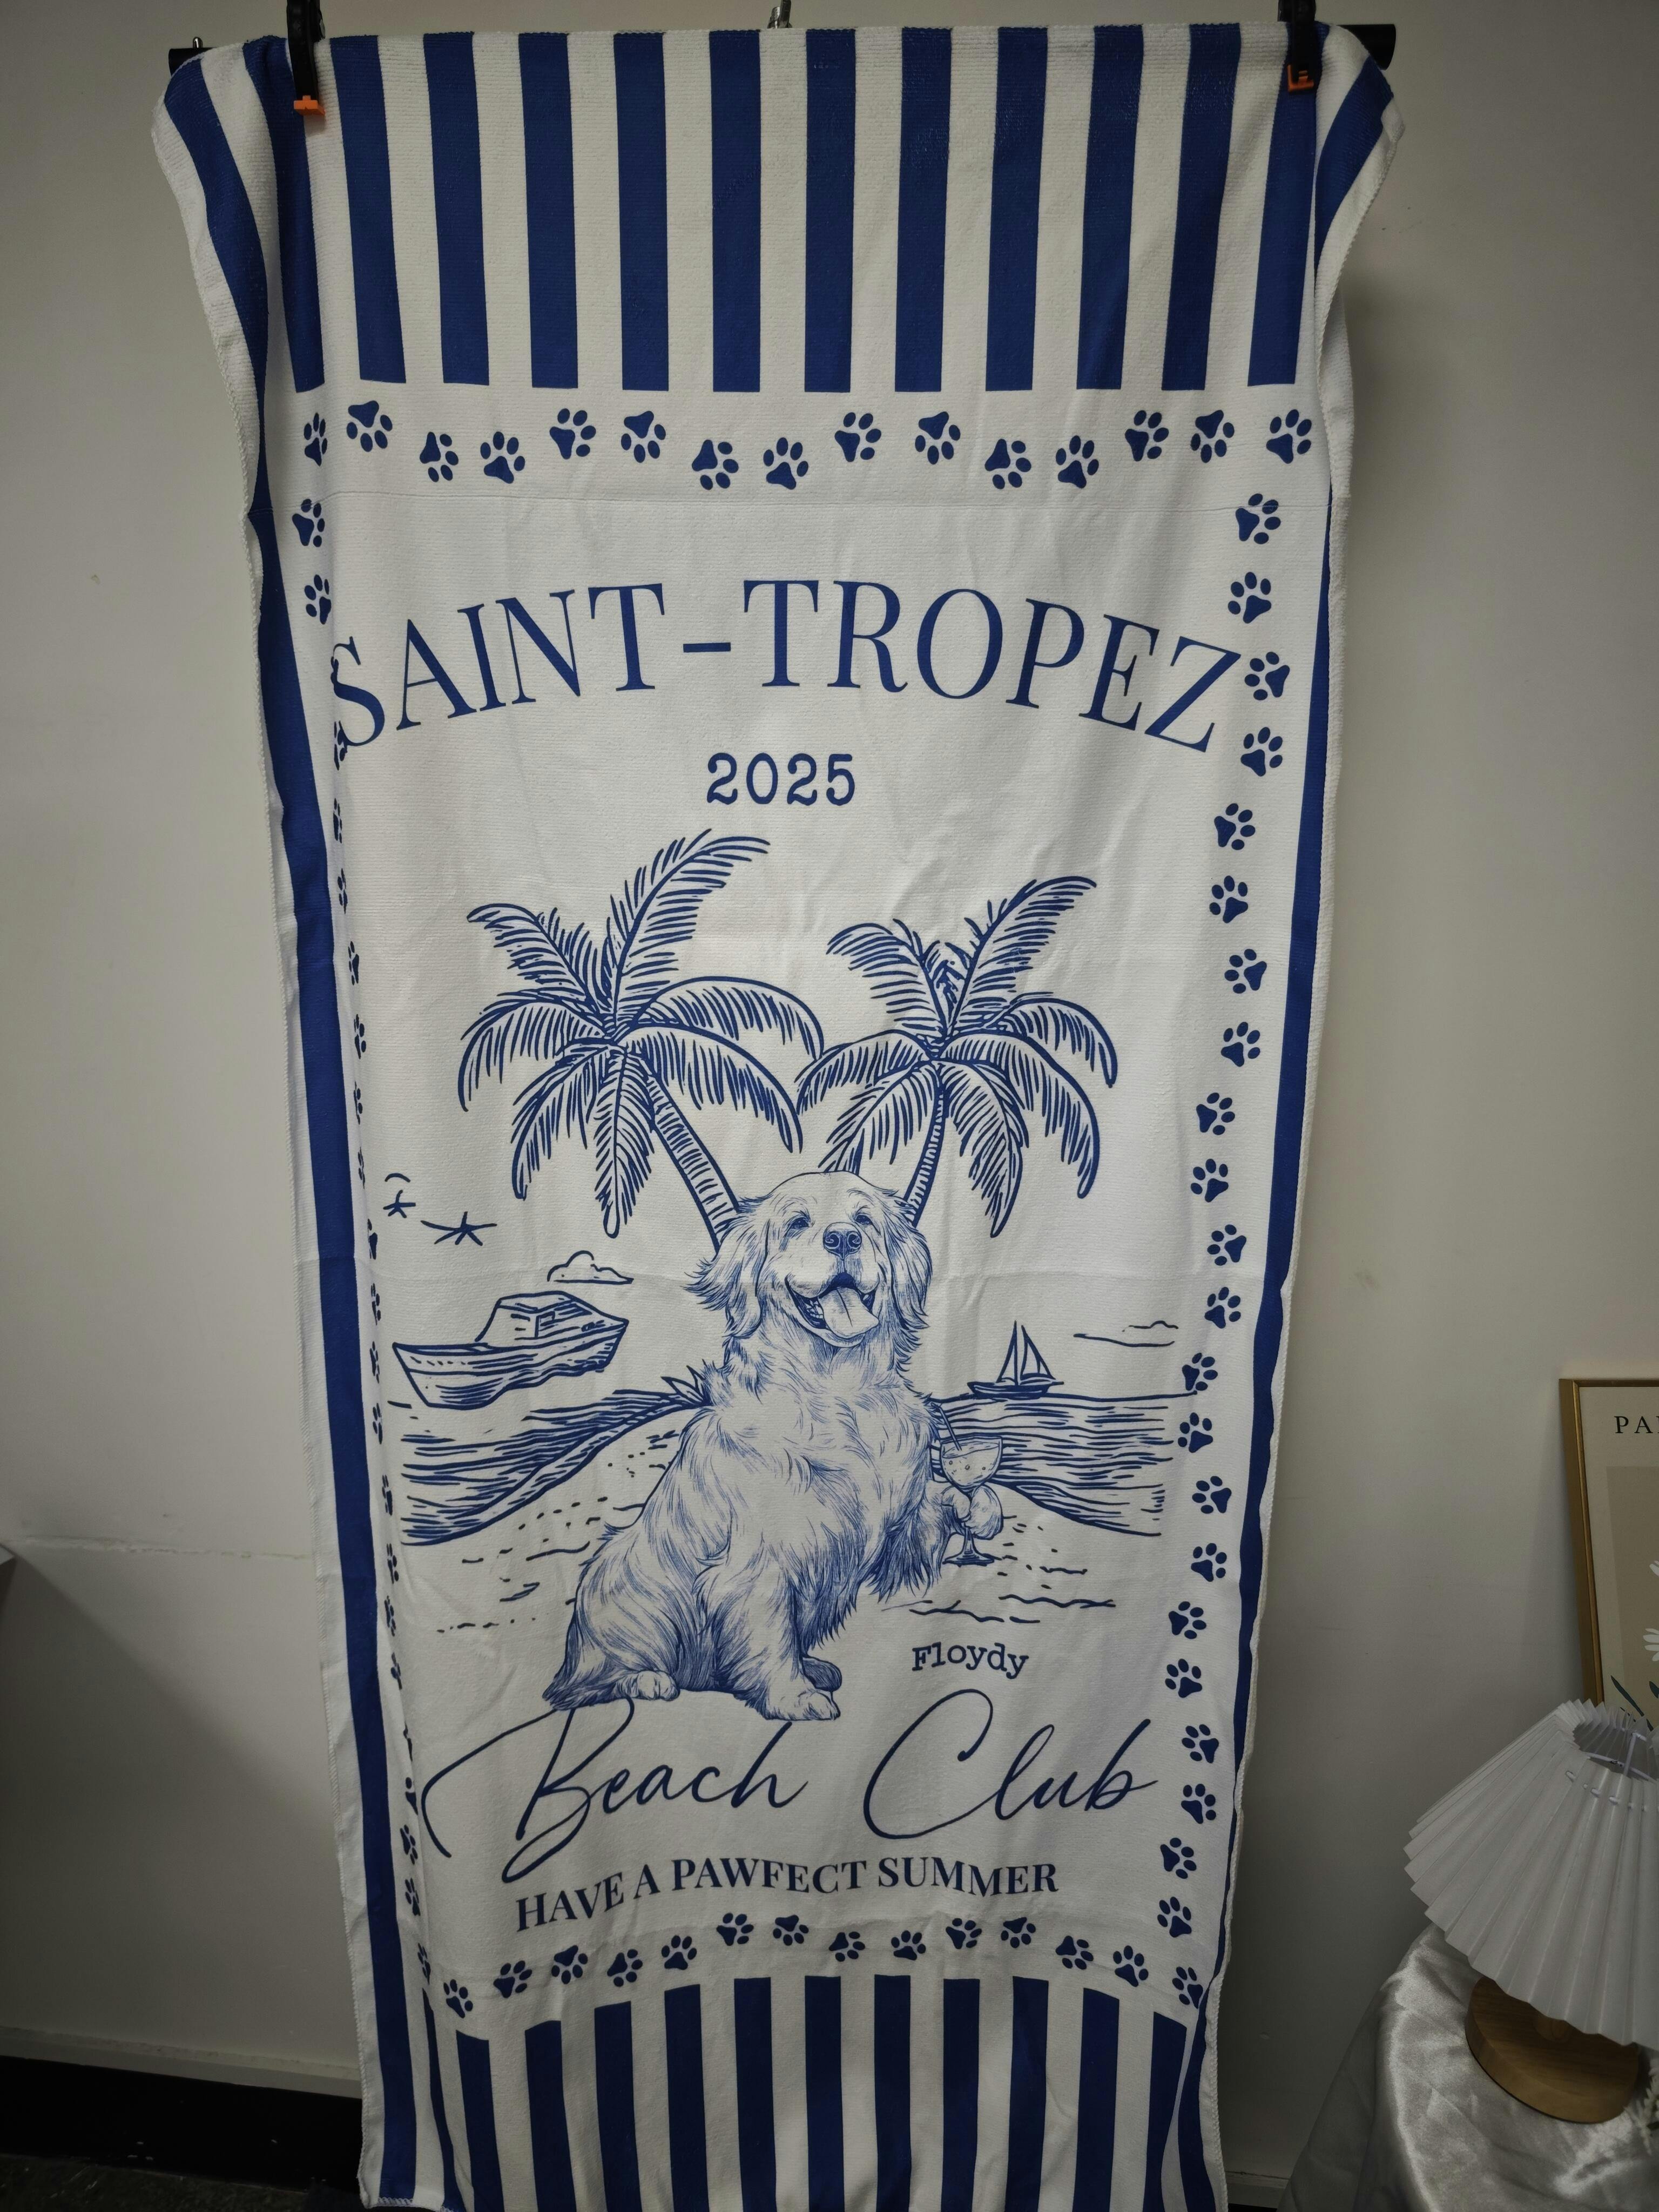 SAINT-TROPEZ
2025
Floydy
Beach Club
HAVE A PAWFECT SUMMER